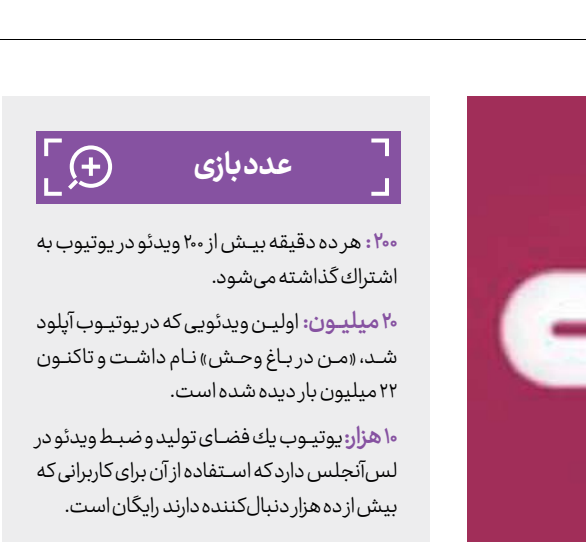 عددبازی
۲۰۰: هر ده دقیقه بیش از ۲۰۰ ویدئو در یوتیوب به
اشتراك گذاشته می‌شود.
۲۰ میلیون: اولین ویدئویی که در یوتیوب آپلود
شد، «من در باغ وحش» نام داشت و تاکنون
۲۲ میلیون بار دیده شده است.
۱۰ هزار: یوتیوب یك فضای تولید و ضبط ویدئو در
لس‌آنجلس دارد که استفاده از آن برای کاربرانی که
بیش از ده هزار دنبال‌کننده دارند رایگان است.